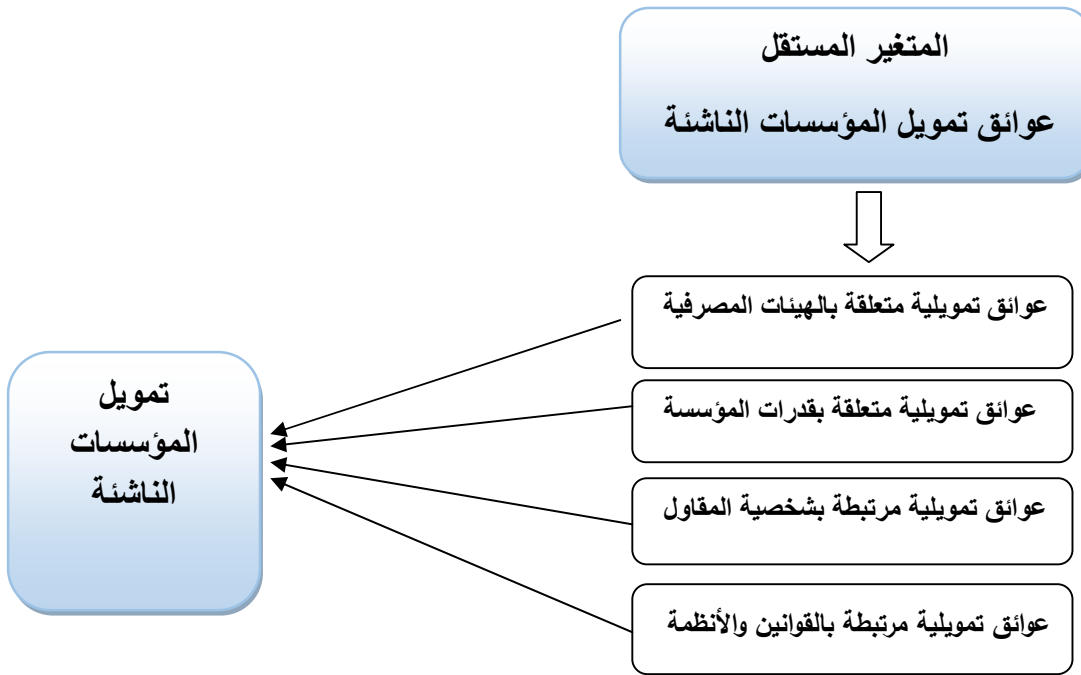 المتغير المستقل
عوائق تمويل المؤسسات الناشئة
عوائق تمويلية متعلقة بالهيئات المصرفية
عوائق تمويلية متعلقة بقدرات المؤسسة
عوائق تمويلية مرتبطة بشخصية المقاول
عوائق تمويلية مرتبطة بالقوانين والأنظمة
تمويل
المؤسسات
الناشئة